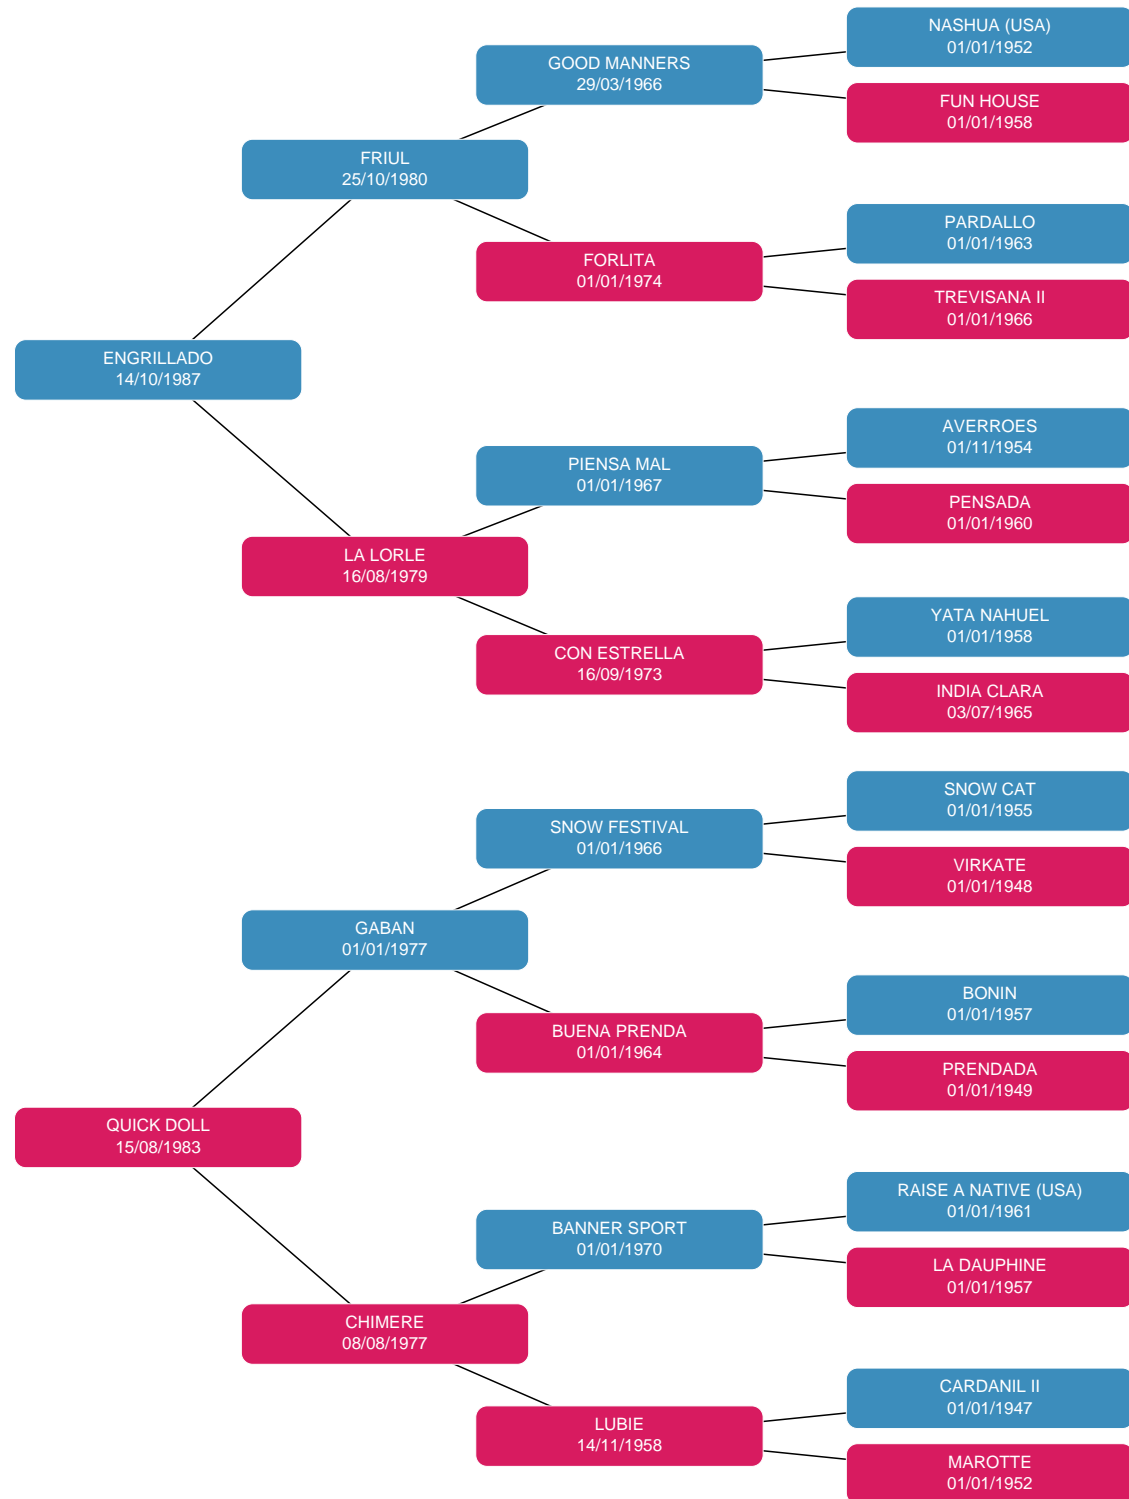 NASHUA (USA)
01/01/1952
GOOD MANNERS
29/03/1966
FUN HOUSE
01/01/1958
FRIUL
25/10/1980
PARDALLO
01/01/1963
FORLITA
01/01/1974
TREVISANA II
01/01/1966
ENGRILLADO
14/10/1987
AVERROES
01/11/1954
PIENSA MAL
01/01/1967
PENSADA
01/01/1960
LA LORLE
16/08/1979
YATA NAHUEL
01/01/1958
CON ESTRELLA
16/09/1973
INDIA CLARA
03/07/1965
SNOW CAT
01/01/1955
SNOW FESTIVAL
01/01/1966
VIRKATE
01/01/1948
GABAN
01/01/1977
BONIN
01/01/1957
BUENA PRENDA
01/01/1964
PRENDADA
01/01/1949
QUICK DOLL
15/08/1983
RAISE A NATIVE (USA)
01/01/1961
BANNER SPORT
01/01/1970
LA DAUPHINE
01/01/1957
CHIMERE
08/08/1977
CARDANIL II
01/01/1947
LUBIE
14/11/1958
MAROTTE
01/01/1952